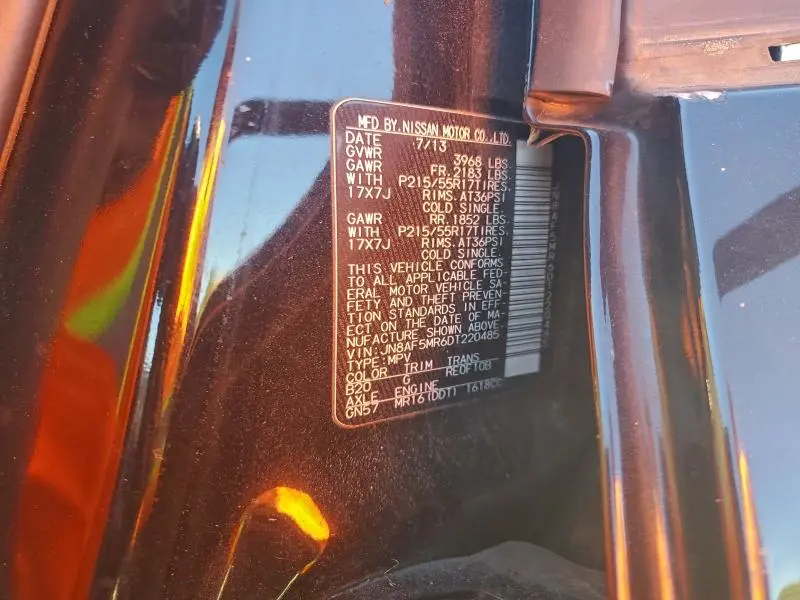 MFD BY.NISSAN MOTOR CO.,LTD.
DATE 7/13
GVWR 3968 LBS.
GAWR FR.2183 LBS.
WITH P215/55R17TIRES.
17X7J RIMS.AT36PSI
COLD SINGLE.
GAWR RR.1852 LBS.
WITH P215/55R17TIRES.
17X7J RIMS.AT36PSI
COLD SINGLE.
THIS VEHICLE CONFORMS
TO ALL APPLICABLE FED-
ERAL MOTOR VEHICLE SA-
FETY AND THEFT PREVEN-
TION STANDARDS IN EFF-
ECT ON THE DATE OF MA-
NUFACTURE SHOWN ABOVE.
VIN: JN8AF5MR6DT220485
TYPE: MPV
COLOR TRIM TRANS
B20 G RE0FT0B
AXLE ENGINE
GN57 MR16(DDT) 1618CC